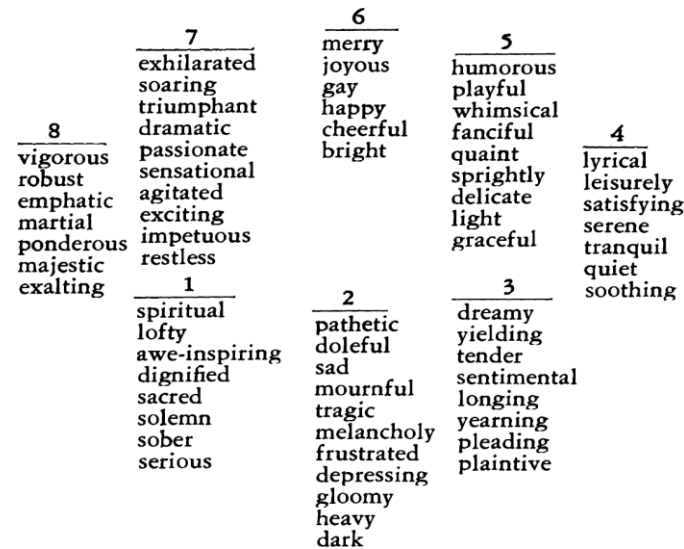 6
merry
joyous
gay
happy
cheerful
bright
7
exhilarated
soaring
triumphant
dramatic
passionate
sensational
agitated
exciting
impetuous
restless
5
humorous
playful
whimsical
fanciful
quaint
sprightly
delicate
light
graceful
8
vigorous
robust
emphatic
martial
ponderous
majestic
exalting
4
lyrical
leisurely
satisfying
serene
tranquil
quiet
soothing
1
spiritual
lofty
awe-inspiring
dignified
sacred
solemn
sober
serious
2
pathetic
doleful
sad
mournful
tragic
melancholy
frustrated
depressing
gloomy
heavy
dark
3
dreamy
yielding
tender
sentimental
longing
yearning
pleading
plaintive